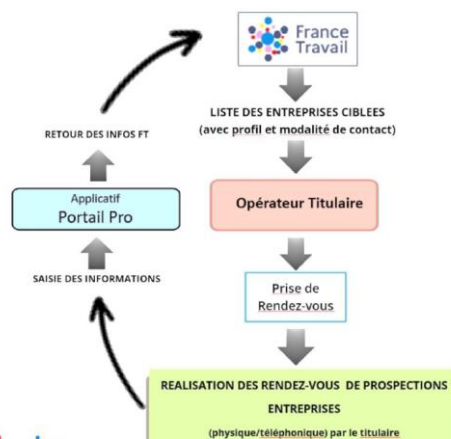 France
Travail
LISTE DES ENTREPRISES CIBLEES
(avec profil et modalité de contact)
Opérateur Titulaire
Prise de
Rendez-vous
REALISATION DES RENDEZ-VOUS DE PROSPECTIONS
ENTREPRISES
(physique/téléphonique) par le titulaire
SAISIE DES INFORMATIONS
Applicatif
Portail Pro
RETOUR DES INFOS FT